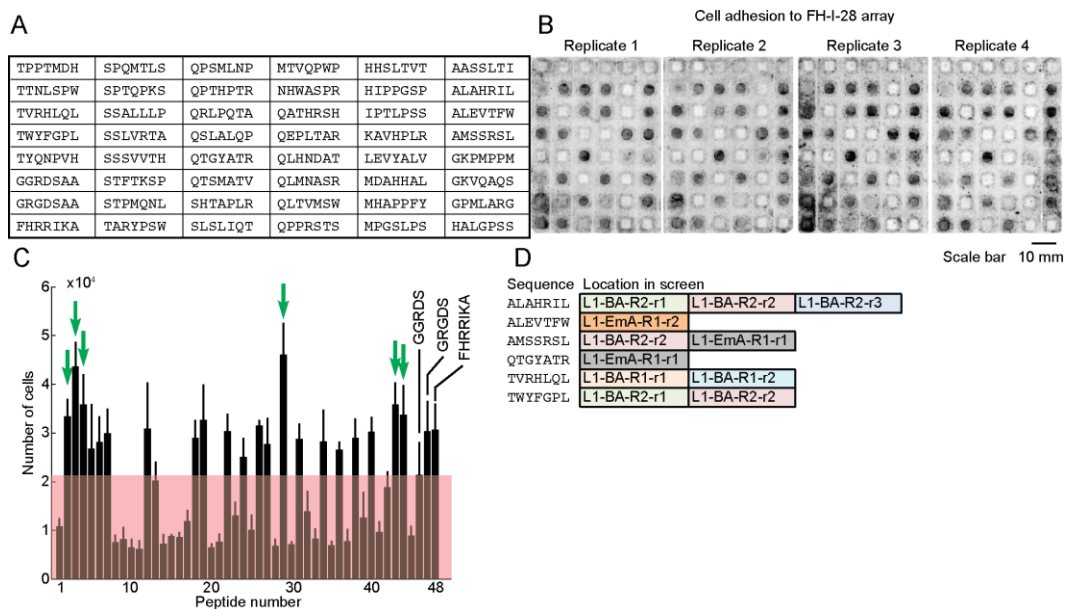 A
TPPTMDH SPQMTLS QPSMLNP MTVQPWP HHSLTVT AASSLTI
TTNLSPW SPTQPKS QPTHPTR NHWASPR HIPPGSP ALAHRIL
TVRHLQL SSALLLP QRLPQTA QATHRSH IPTLPSS ALEVTFW
TWYFGPL SSLVRTA QSLALQP QEPLTAR KAVHPLR AMSSRSL
TYQNPVH SSSVVTH QTGYATR QLHNDAT LEVYALV GKPMPPM
GGRDSAA STFTKSP QTSMATV QLMNASR MDAHHAL GKVQAQS
GRGDSAA STPMQNL SHTAPLR QLTVMSW MHAPPFY GPMLARG
FHRRIKA TARYPSW SLSLIQT QPPRSTS MPGSLPS HALGPSS
B
Cell adhesion to FH-I-28 array
Replicate 1 Replicate 2 Replicate 3 Replicate 4
Scale bar 10 mm
C
×10⁴
6
5
4
3
2
1
0
Number of cells
GGRDS
GRGDS
FHRRIKA
1 10 20 30 40 48
Peptide number
D
Sequence Location in screen
ALAHRIL L1-BA-R2-r1 L1-BA-R2-r2 L1-BA-R2-r3
ALEVTFW L1-EmA-R1-r2
AMSSRSL L1-BA-R2-r2 L1-EmA-R1-r1
QTGYATR L1-EmA-R1-r1
TVRHLQL L1-BA-R1-r1 L1-BA-R1-r2
TWYFGPL L1-BA-R2-r1 L1-BA-R2-r2